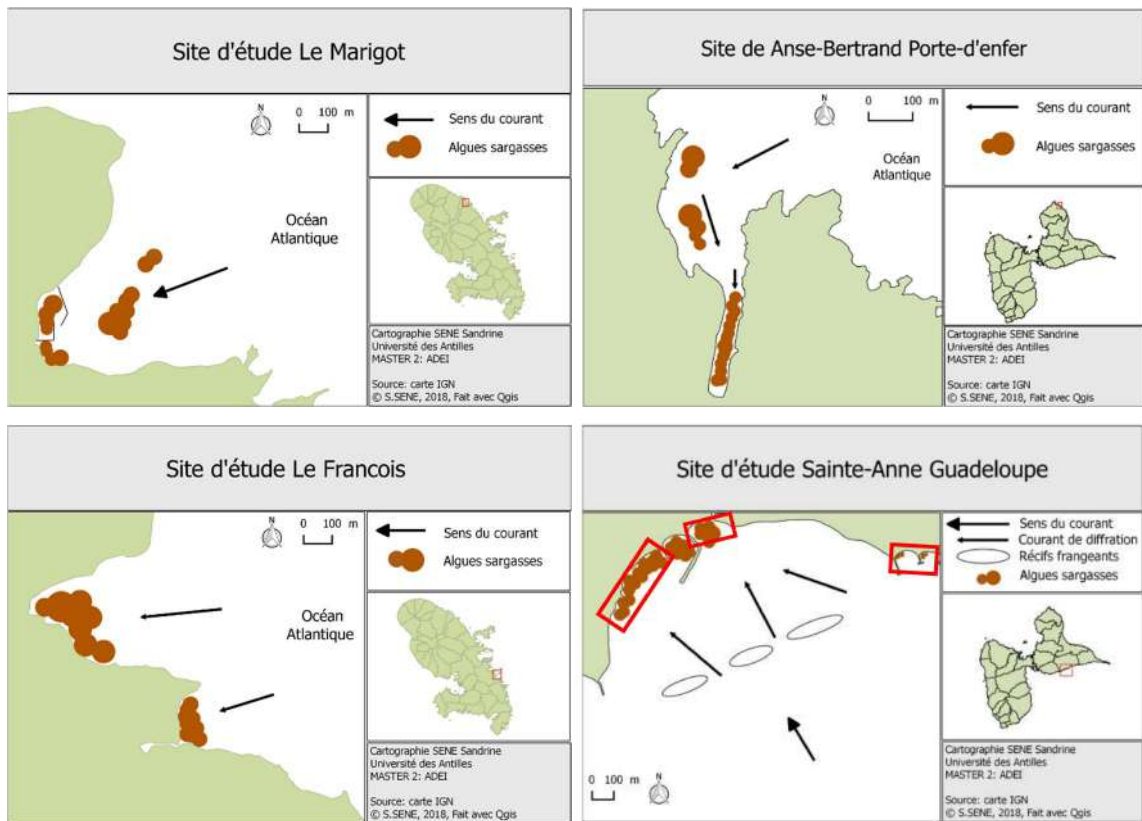 Site d'étude Le Marigot
N
0 100 m
Sens du courant
Algues sargasses
Océan
Atlantique
Cartographie SENE Sandrine
Université des Antilles
MASTER 2: ADEI
Source: carte IGN
© S.SENE, 2018, Fait avec Qgis
Site de Anse-Bertrand Porte-d'enfer
N
0 100 m
Sens du courant
Algues sargasses
Océan
Atlantique
Cartographie SENE Sandrine
Université des Antilles
MASTER 2: ADEI
Source: carte IGN
© S.SENE, 2018, Fait avec Qgis
Site d'étude Le Francois
N
0 100 m
Sens du courant
Algues sargasses
Océan
Atlantique
Cartographie SENE Sandrine
Université des Antilles
MASTER 2: ADEI
Source: carte IGN
© S.SENE, 2018, Fait avec Qgis
Site d'étude Sainte-Anne Guadeloupe
Sens du courant
Courant de diffration
Récifs frangeants
Algues sargasses
0 100 m
N
Cartographie SENE Sandrine
Université des Antilles
MASTER 2: ADEI
Source: carte IGN
© S.SENE, 2018, Fait avec Qgis